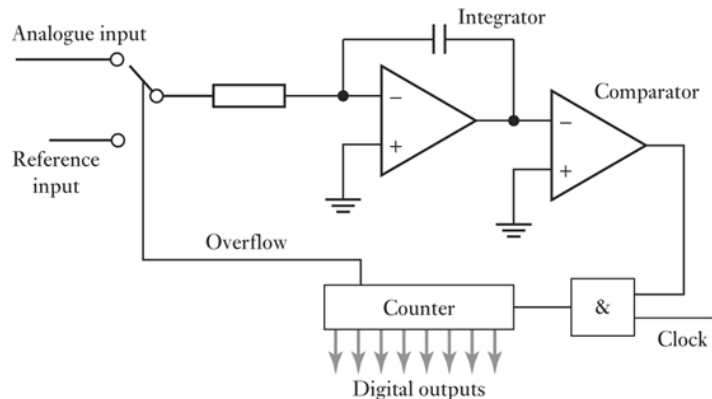 Integrator
Analogue input
Comparator
−
+
−
+
Reference
input
Overflow
Counter
&
Clock
Digital outputs